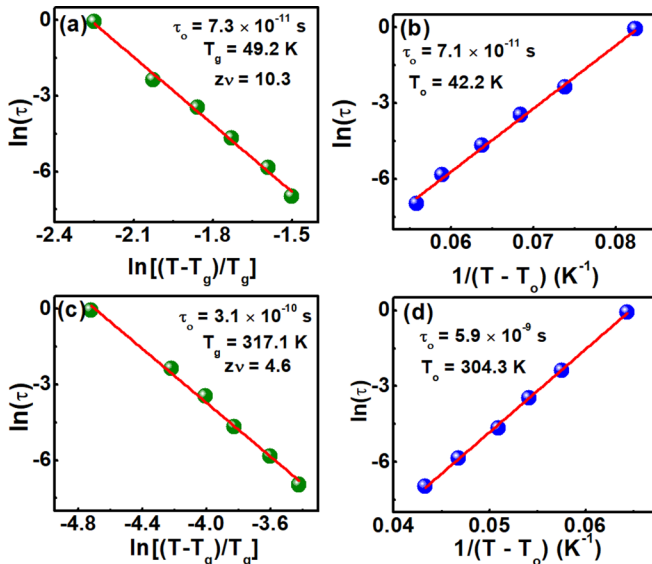 (a)
τo = 7.3 × 10-11 s
Tg = 49.2 K
zν = 10.3
0
-3
-6
ln(τ)
-2.4
-2.1
-1.8
-1.5
ln[(T-Tg)/Tg]
(b)
τo = 7.1 × 10-11 s
To = 42.2 K
0
-3
-6
ln(τ)
0.06
0.07
0.08
1/(T - To) (K-1)
(c)
τo = 3.1 × 10-10 s
Tg = 317.1 K
zν = 4.6
0
-3
-6
ln(τ)
-4.8
-4.4
-4.0
-3.6
ln[(T-Tg)/Tg]
(d)
τo = 5.9 × 10-9 s
To = 304.3 K
0
-3
-6
ln(τ)
0.04
0.05
0.06
1/(T - To) (K-1)